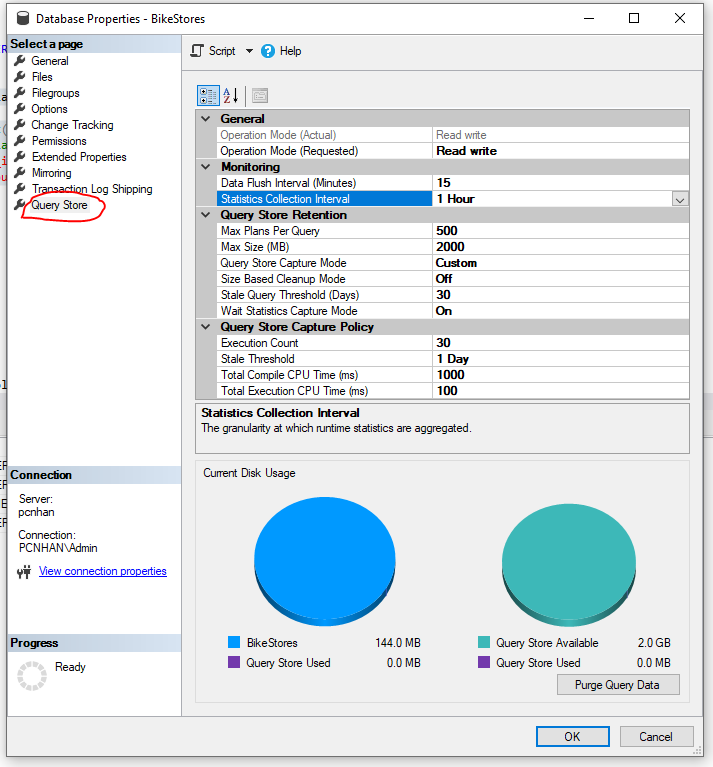 Database Properties - BikeStores
Select a page
General
Files
Filegroups
Options
Change Tracking
Permissions
Extended Properties
Mirroring
Transaction Log Shipping
Query Store
Connection
Server:
pcnhan
Connection:
PCNHAN\Admin
View connection properties
Progress
Ready
Script
Help
General
Operation Mode (Actual) Read write
Operation Mode (Requested) Read write
Monitoring
Data Flush Interval (Minutes) 15
Statistics Collection Interval 1 Hour
Query Store Retention
Max Plans Per Query 500
Max Size (MB) 2000
Query Store Capture Mode Custom
Size Based Cleanup Mode Off
Stale Query Threshold (Days) 30
Wait Statistics Capture Mode On
Query Store Capture Policy
Execution Count 30
Stale Threshold 1 Day
Total Compile CPU Time (ms) 1000
Total Execution CPU Time (ms) 100
Statistics Collection Interval
The granularity at which runtime statistics are aggregated.
Current Disk Usage
BikeStores 144.0 MB
Query Store Used 0.0 MB
Query Store Available 2.0 GB
Query Store Used 0.0 MB
Purge Query Data
OK
Cancel